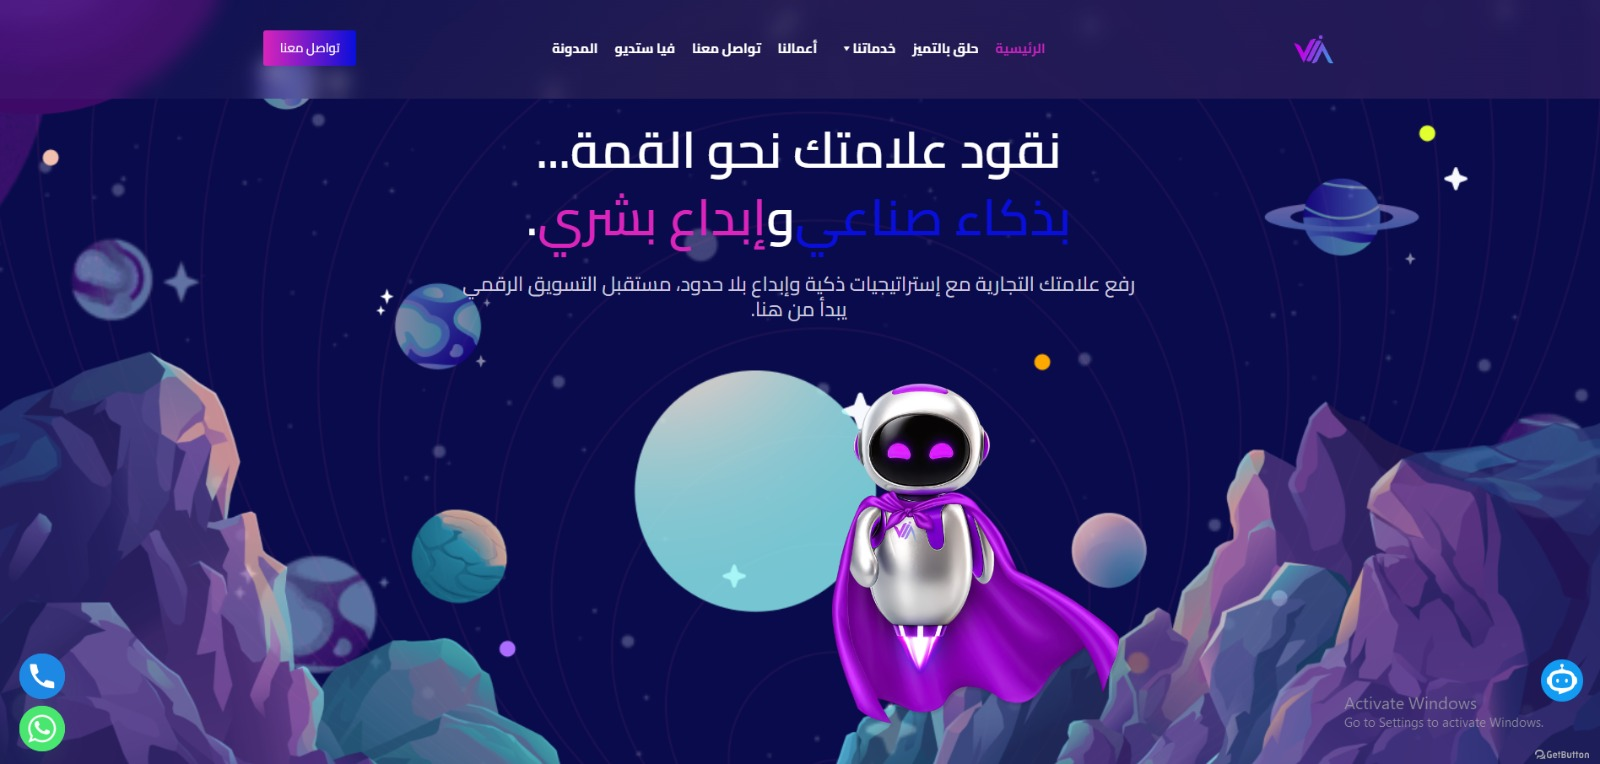 VIA
الرئيسية
حلق بالتميز
خدماتنا
أعمالنا
تواصل معنا
فيا ستديو
المدونة
تواصل معنا
نقود علامتك نحو القمة...
بذكاء صناعي وإبداع بشري.
رفع علامتك التجارية مع إستراتيجيات ذكية وإبداع بلا حدود، مستقبل التسويق الرقمي
يبدأ من هنا.
Activate Windows
Go to Settings to activate Windows.
GetButton